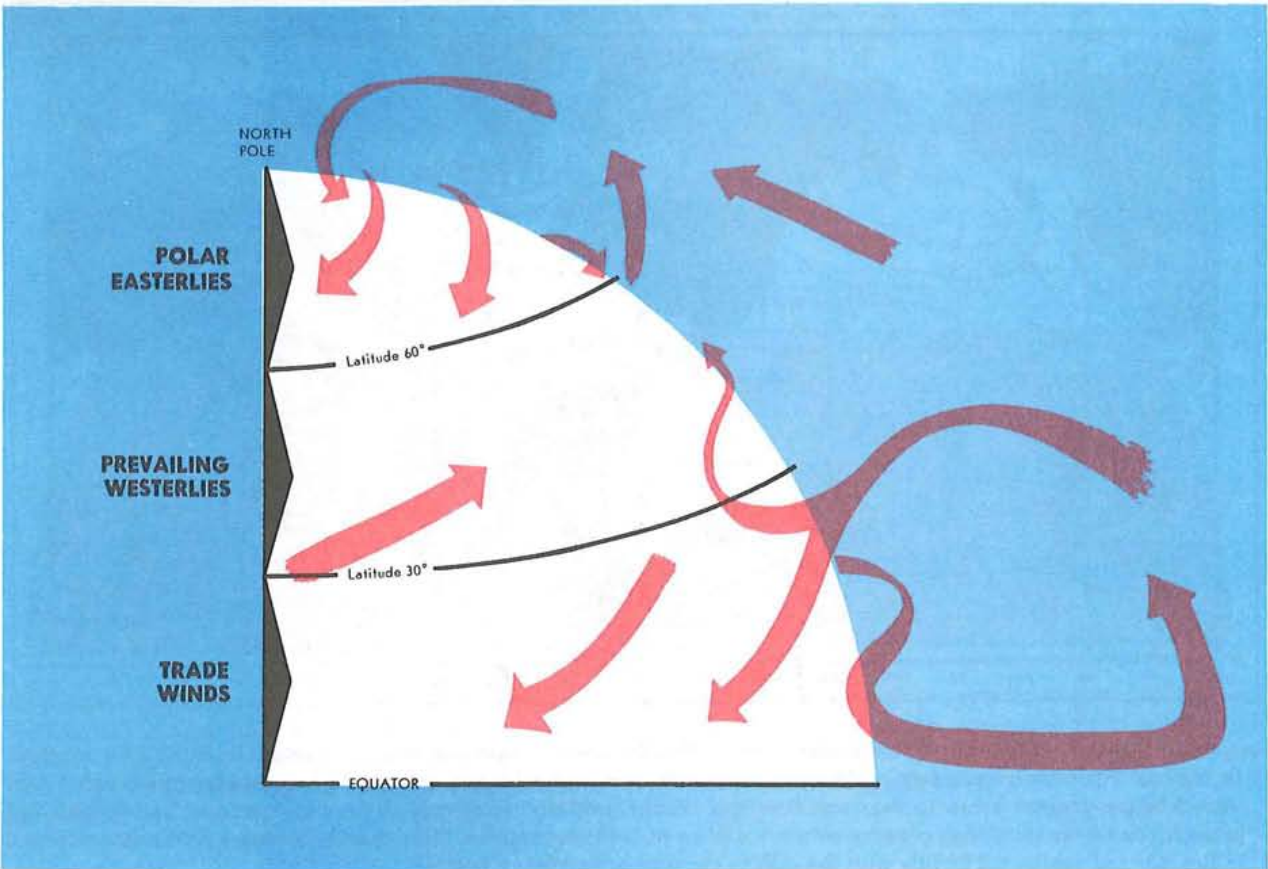 NORTH
POLE
POLAR
EASTERLIES
Latitude 60°
PREVAILING
WESTERLIES
Latitude 30°
TRADE
WINDS
EQUATOR